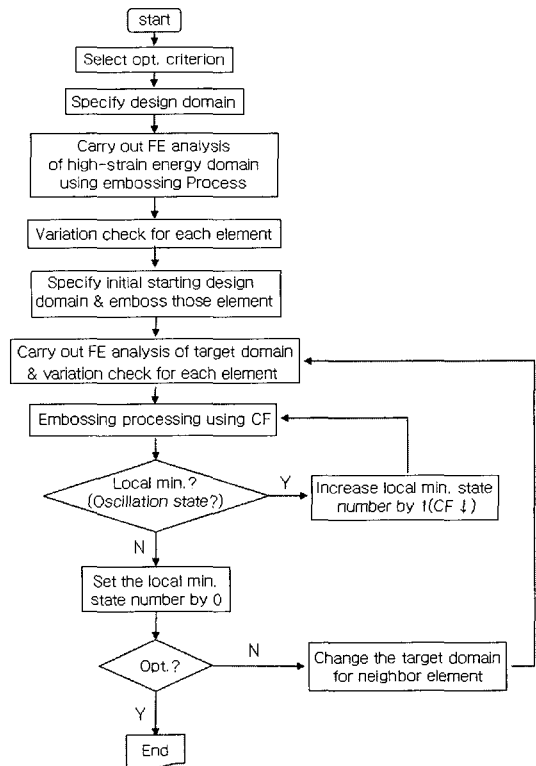 start
Select opt. criterion
Specify design domain
Carry out FE analysis
of high-strain energy domain
using embossing Process
Variation check for each element
Specify initial starting design
domain & emboss those element
Carry out FE analysis of target domain
& variation check for each element
Embossing processing using CF
Local min.?
(Oscillation state?)
Y
Increase local min. state
number by 1(CF ↓)
N
Set the local min.
state number by 0
Opt.?
N
Change the target domain
for neighbor element
Y
End